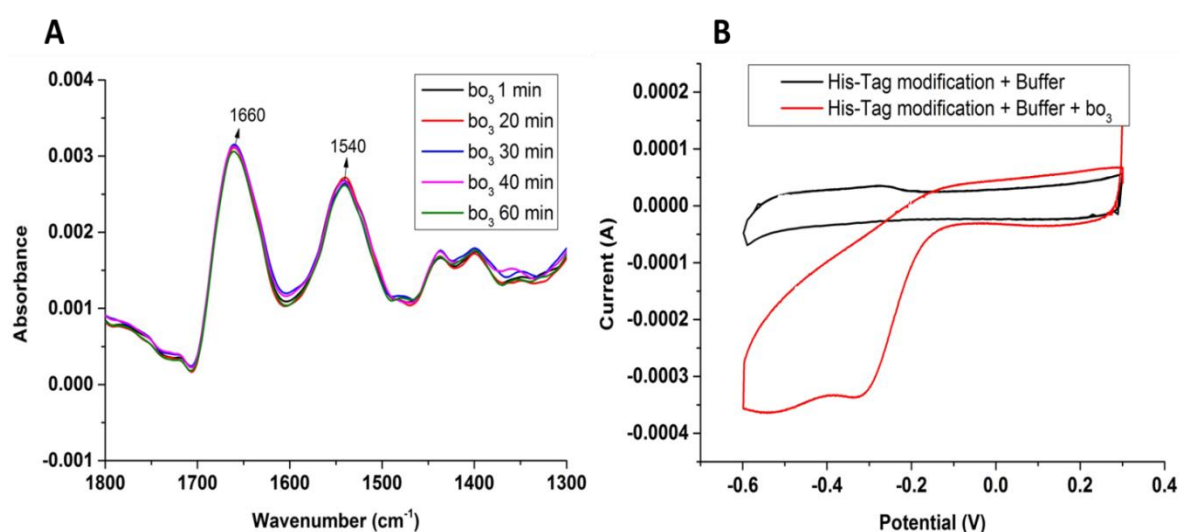 A
0.004
0.003
0.002
0.001
0.000
-0.001
Absorbance
1660
1540
bo₃ 1 min
bo₃ 20 min
bo₃ 30 min
bo₃ 40 min
bo₃ 60 min
1800
1700
1600
1500
1400
1300
Wavenumber (cm⁻¹)
B
0.0002
0.0001
0.0000
-0.0001
-0.0002
-0.0003
-0.0004
Current (A)
His-Tag modification + Buffer
His-Tag modification + Buffer + bo₃
-0.6
-0.4
-0.2
0.0
0.2
0.4
Potential (V)